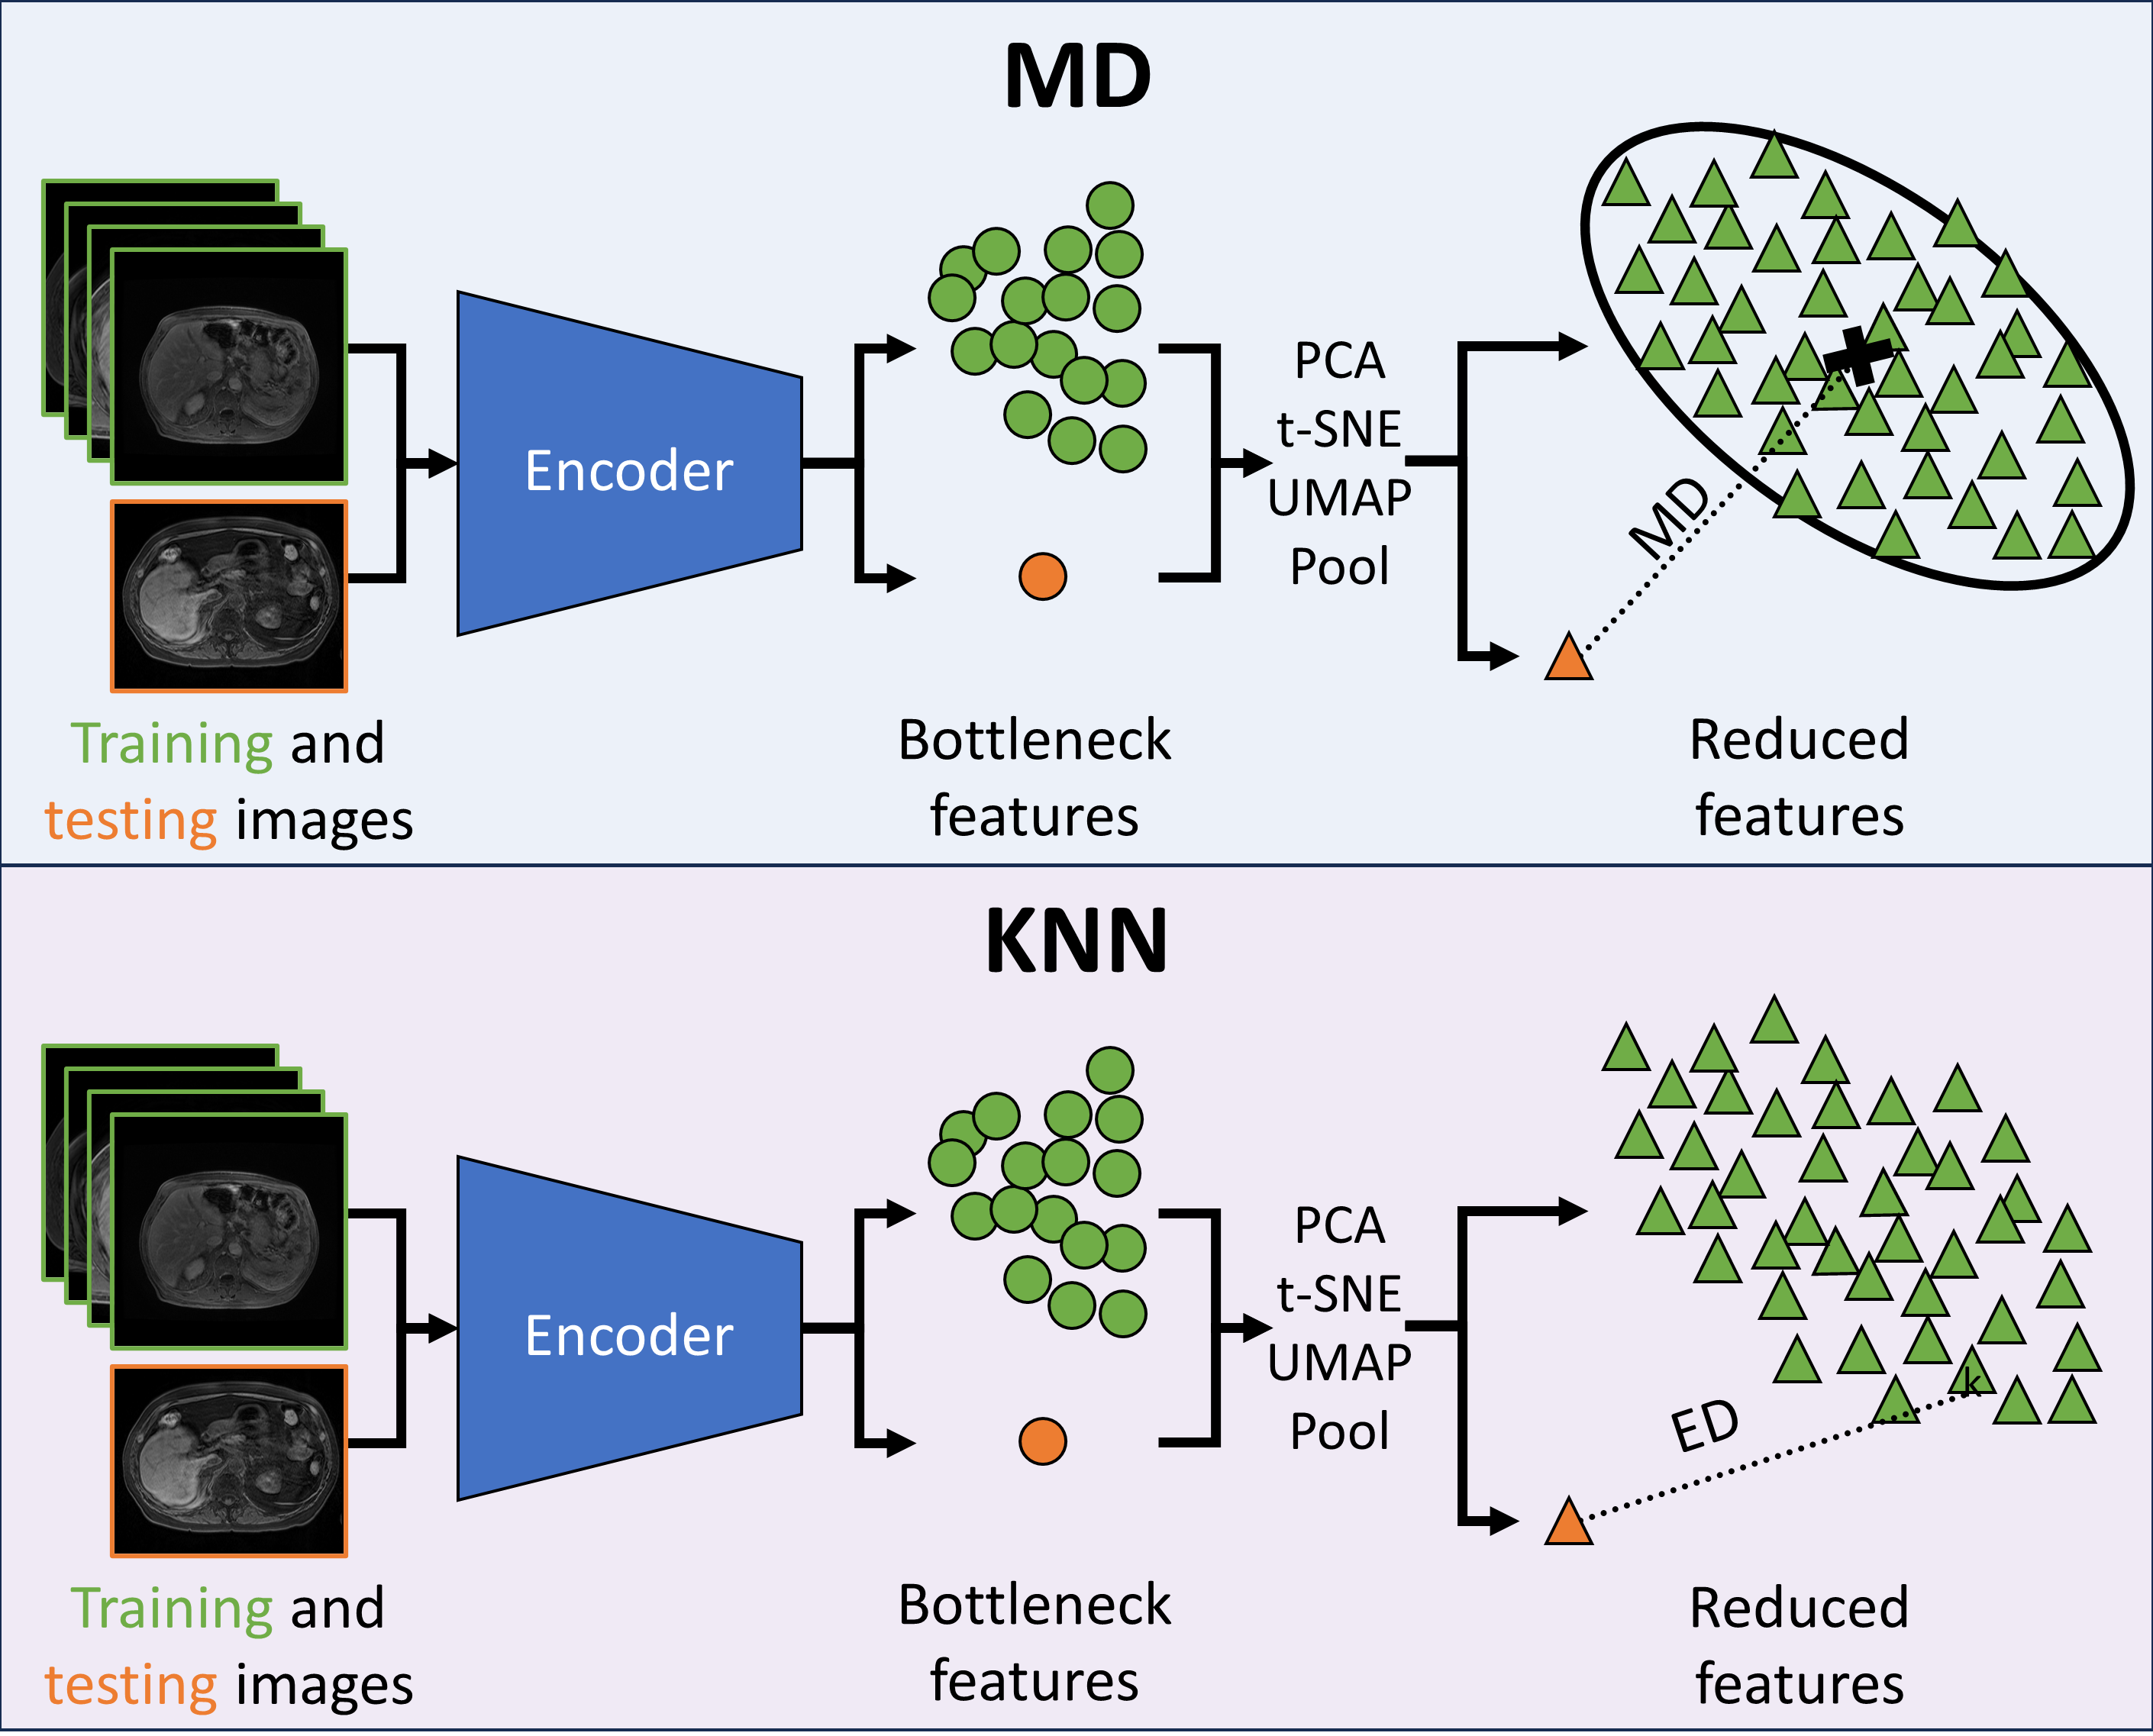 MD
Encoder
PCA
t-SNE
UMAP
Pool
MD
Training and
testing images
Bottleneck
features
Reduced
features
KNN
Encoder
PCA
t-SNE
UMAP
Pool
k
ED
Training and
testing images
Bottleneck
features
Reduced
features